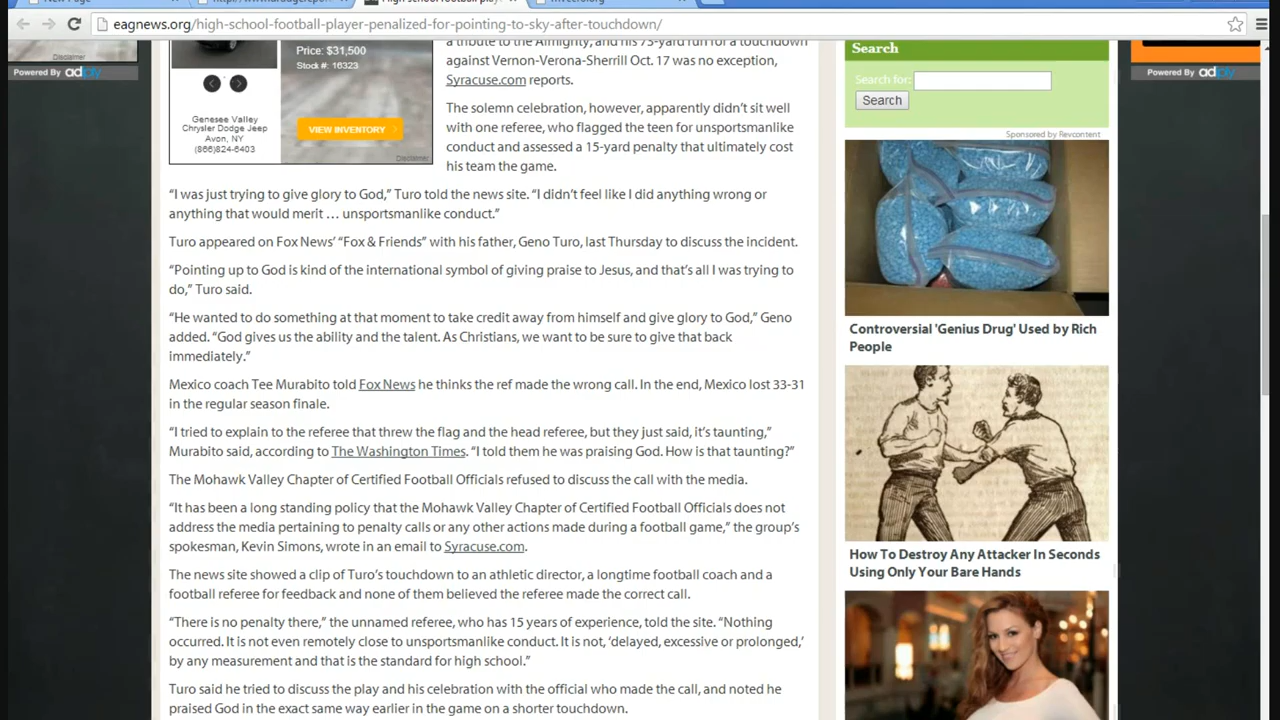 New Page
eagnews.org/high-school-football-player-penalized-for-pointing-to-sky-after-touchdown/
Disclaimer
Powered By adiply
Price: $31,500
Stock #: 16323
Genesee Valley
Chrysler Dodge Jeep
Avon, NY
(866)824-6403
VIEW INVENTORY
Disclaimer
a tribute to the Almighty, and his 73-yard run for a touchdown
against Vernon-Verona-Sherrill Oct. 17 was no exception,
Syracuse.com reports.
The solemn celebration, however, apparently didn’t sit well
with one referee, who flagged the teen for unsportsmanlike
conduct and assessed a 15-yard penalty that ultimately cost
his team the game.
“I was just trying to give glory to God,” Turo told the news site. “I didn’t feel like I did anything wrong or
anything that would merit … unsportsmanlike conduct.”
Turo appeared on Fox News’ “Fox & Friends” with his father, Geno Turo, last Thursday to discuss the incident.
“Pointing up to God is kind of the international symbol of giving praise to Jesus, and that’s all I was trying to
do,” Turo said.
“He wanted to do something at that moment to take credit away from himself and give glory to God,” Geno
added. “God gives us the ability and the talent. As Christians, we want to be sure to give that back
immediately.”
Mexico coach Tee Murabito told Fox News he thinks the ref made the wrong call. In the end, Mexico lost 33-31
in the regular season finale.
“I tried to explain to the referee that threw the flag and the head referee, but they just said, it’s taunting,”
Murabito said, according to The Washington Times. “I told them he was praising God. How is that taunting?”
The Mohawk Valley Chapter of Certified Football Officials refused to discuss the call with the media.
“It has been a long standing policy that the Mohawk Valley Chapter of Certified Football Officials does not
address the media pertaining to penalty calls or any other actions made during a football game,” the group’s
spokesman, Kevin Simons, wrote in an email to Syracuse.com.
The news site showed a clip of Turo’s touchdown to an athletic director, a longtime football coach and a
football referee for feedback and none of them believed the referee made the correct call.
“There is no penalty there,” the unnamed referee, who has 15 years of experience, told the site. “Nothing
occurred. It is not even remotely close to unsportsmanlike conduct. It is not, ‘delayed, excessive or prolonged,’
by any measurement and that is the standard for high school.”
Turo said he tried to discuss the play and his celebration with the official who made the call, and noted he
praised God in the exact same way earlier in the game on a shorter touchdown.
Search
Search for:
Search
Sponsored by Revcontent
Controversial 'Genius Drug' Used by Rich
People
How To Destroy Any Attacker In Seconds
Using Only Your Bare Hands
Powered By adiply